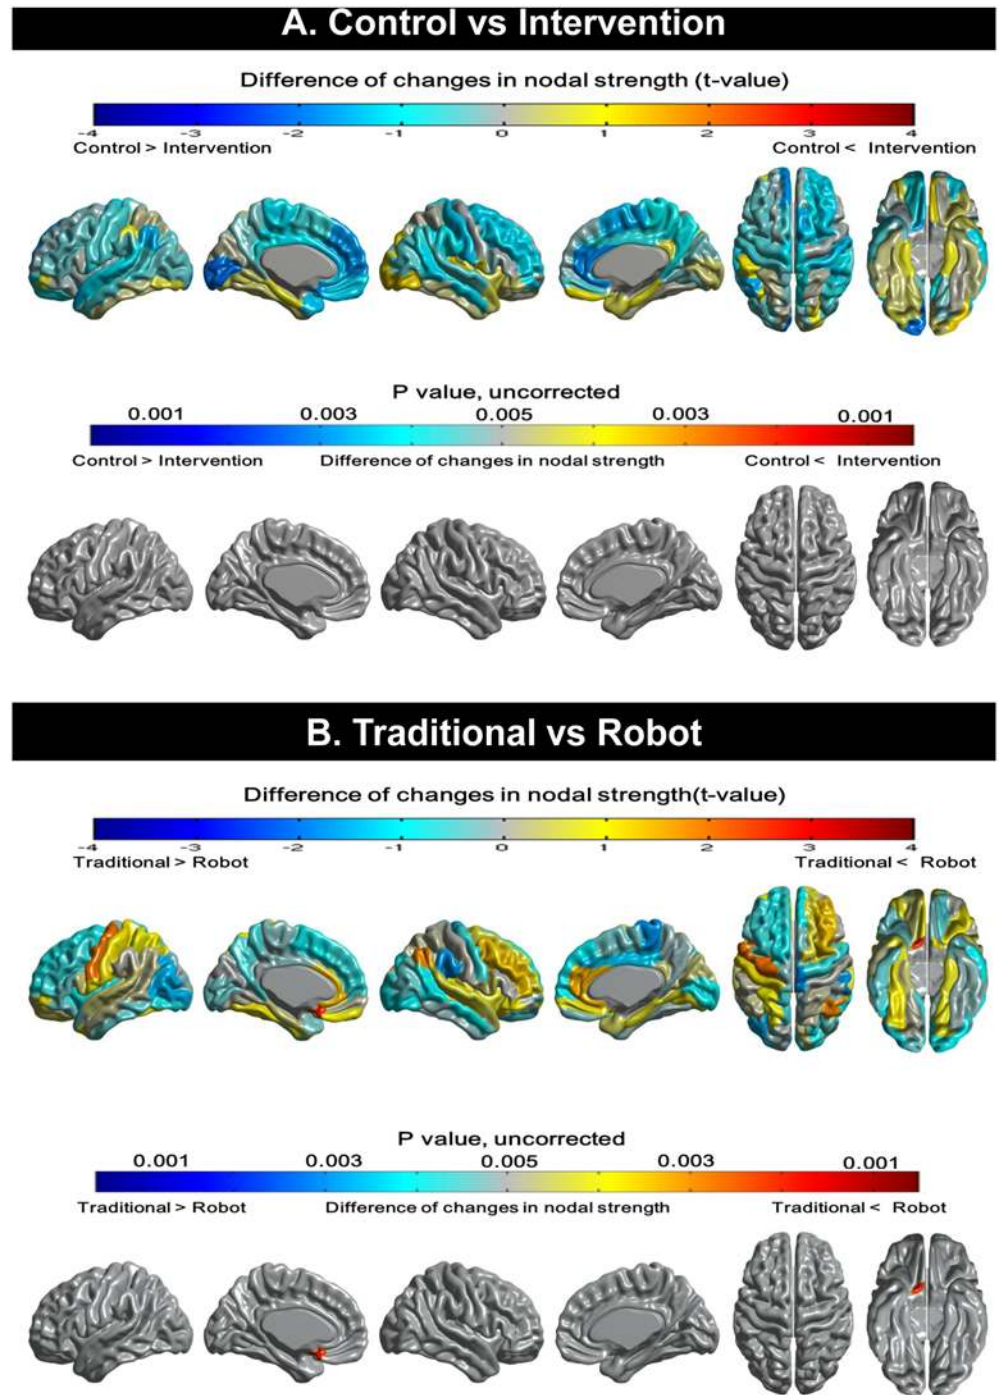 A. Control vs Intervention
Difference of changes in nodal strength (t-value)
-4 -3 -2 -1 0 1 2 3 4
Control > Intervention Control < Intervention
P value, uncorrected
0.001 0.003 0.005 0.003 0.001
Control > Intervention Difference of changes in nodal strength Control < Intervention
B. Traditional vs Robot
Difference of changes in nodal strength(t-value)
-4 -3 -2 -1 0 1 2 3 4
Traditional > Robot Traditional < Robot
P value, uncorrected
0.001 0.003 0.005 0.003 0.001
Traditional > Robot Difference of changes in nodal strength Traditional < Robot